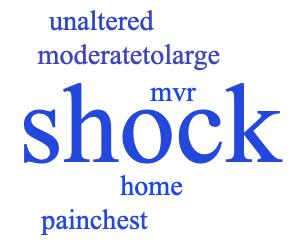 unaltered
moderatetolarge
mvr
shock
home
painchest